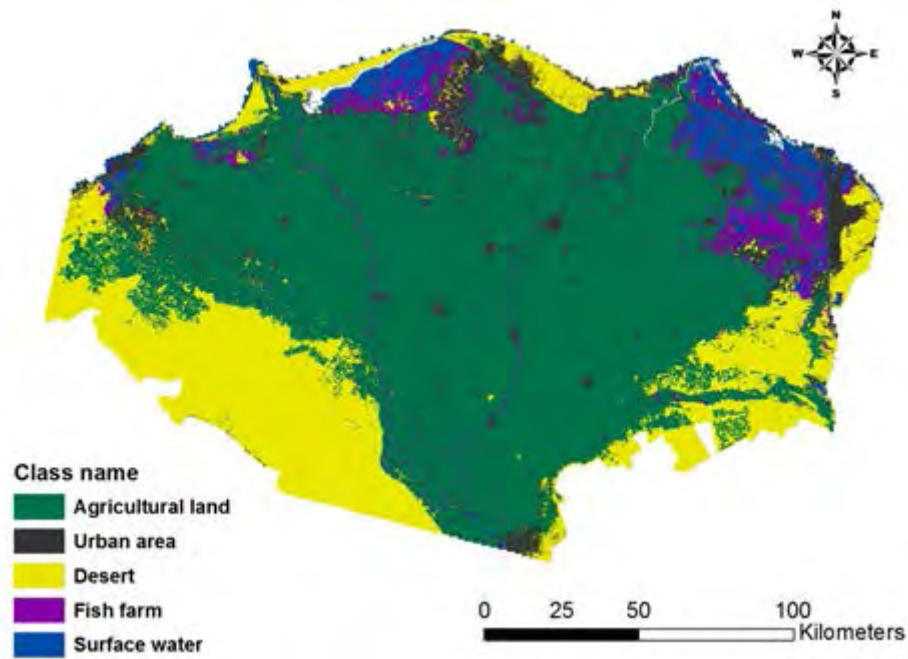 N
W E
S
Class name
Agricultural land
Urban area
Desert
Fish farm
Surface water
0 25 50 100
Kilometers